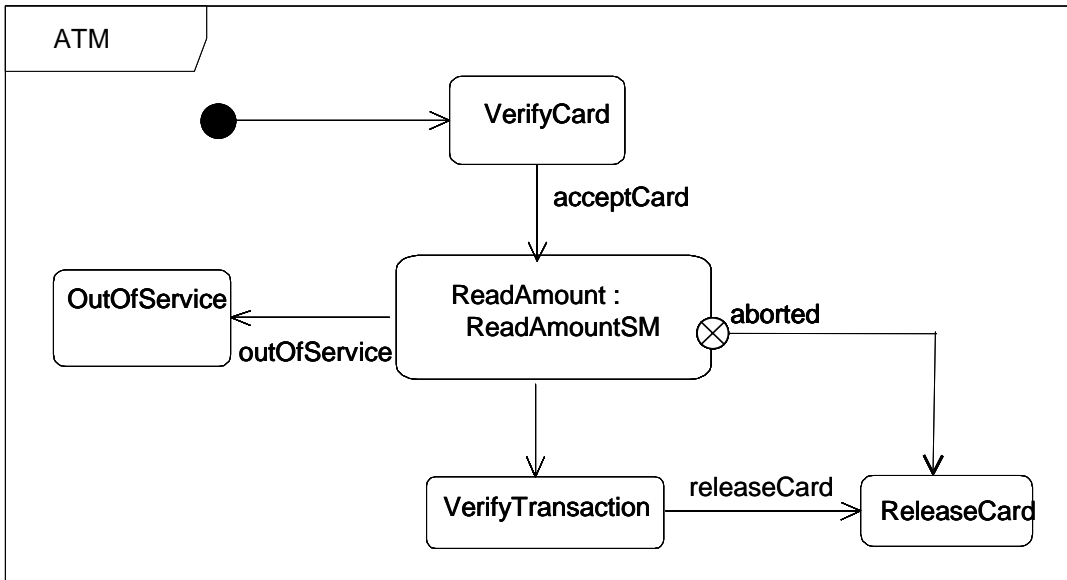 ATM
VerifyCard
acceptCard
OutOfService
ReadAmount :
ReadAmountSM
aborted
outOfService
VerifyTransaction
releaseCard
ReleaseCard